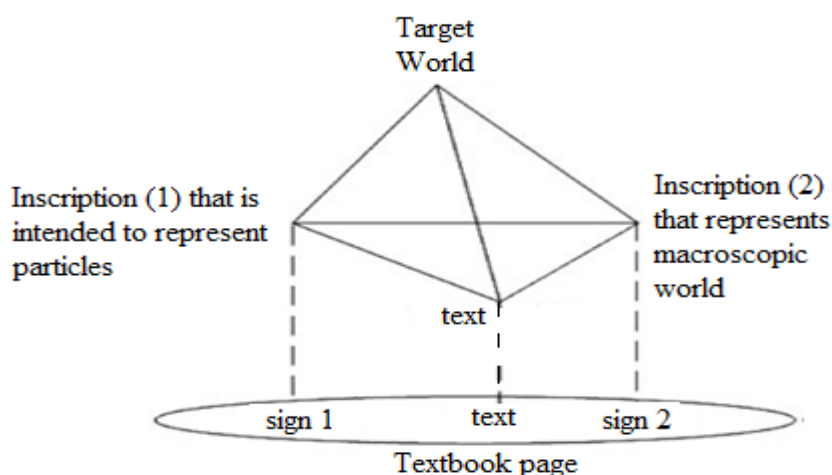 Target
World
Inscription (1) that is
intended to represent
particles
Inscription (2)
that represents
macroscopic
world
text
sign 1
text
sign 2
Textbook page